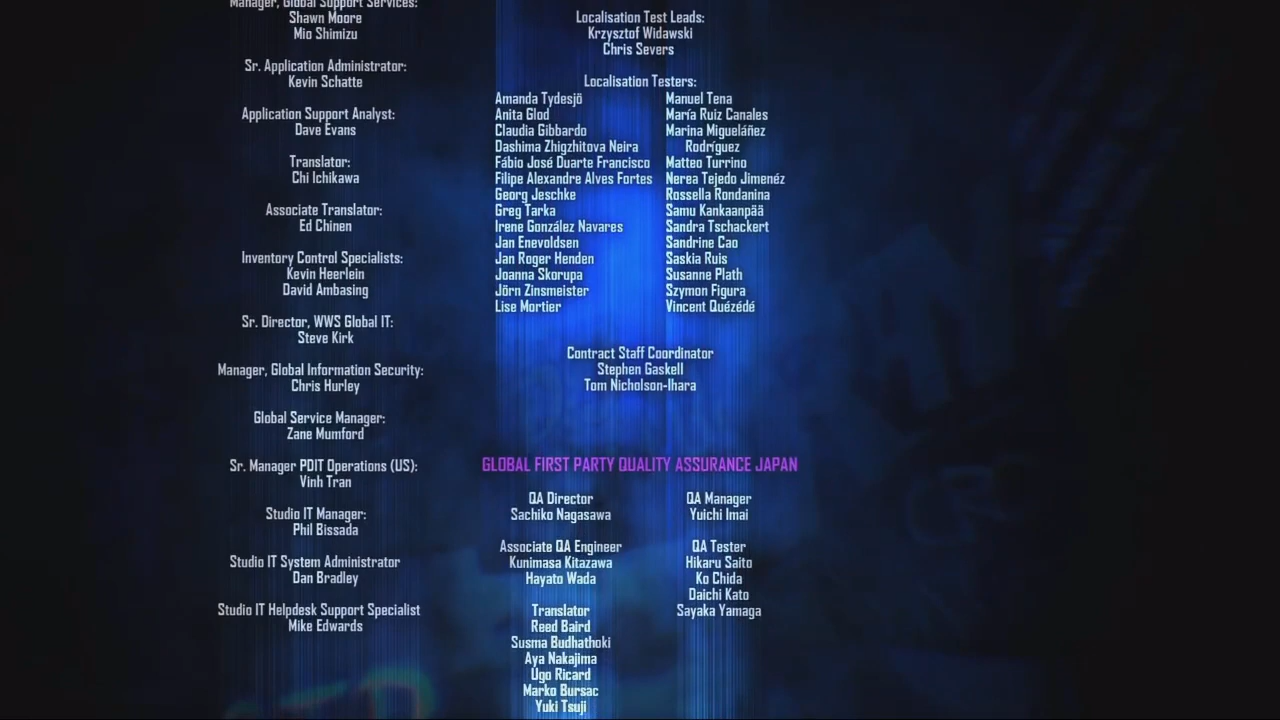 Manager, Global Support Services:
Shawn Moore
Mio Shimizu
Sr. Application Administrator:
Kevin Schatte
Application Support Analyst:
Dave Evans
Translator:
Chi Ichikawa
Associate Translator:
Ed Chinen
Inventory Control Specialists:
Kevin Heerlein
David Ambasing
Sr. Director, WWS Global IT:
Steve Kirk
Manager, Global Information Security:
Chris Hurley
Global Service Manager:
Zane Mumford
Sr. Manager PDIT Operations (US):
Vinh Tran
Studio IT Manager:
Phil Bissada
Studio IT System Administrator
Dan Bradley
Studio IT Helpdesk Support Specialist
Mike Edwards
Localisation Test Leads:
Krzysztof Widawski
Chris Severs
Localisation Testers:
Amanda Tydesjö
Anita Glod
Claudia Gibbardo
Dashima Zhigzhitova Neira
Fábio José Duarte Francisco
Filipe Alexandre Alves Fortes
Georg Jeschke
Greg Tarka
Irene González Navares
Jan Enevoldsen
Jan Roger Henden
Joanna Skorupa
Jörn Zinsmeister
Lise Mortier
Manuel Tena
María Ruiz Canales
Marina Migueláñez
Rodríguez
Matteo Turrino
Nerea Tejedo Jimenéz
Rossella Rondanina
Samu Kankaanpää
Sandra Tschackert
Sandrine Cao
Saskia Ruis
Susanne Plath
Szymon Figura
Vincent Quézédé
Contract Staff Coordinator
Stephen Gaskell
Tom Nicholson-Ihara
GLOBAL FIRST PARTY QUALITY ASSURANCE JAPAN
QA Director
Sachiko Nagasawa
Associate QA Engineer
Kunimasa Kitazawa
Hayato Wada
Translator
Reed Baird
Susma Budhathoki
Aya Nakajima
Ugo Ricard
Marko Bursac
Yuki Tsuji
QA Manager
Yuichi Imai
QA Tester
Hikaru Saito
Ko Chida
Daichi Kato
Sayaka Yamaga